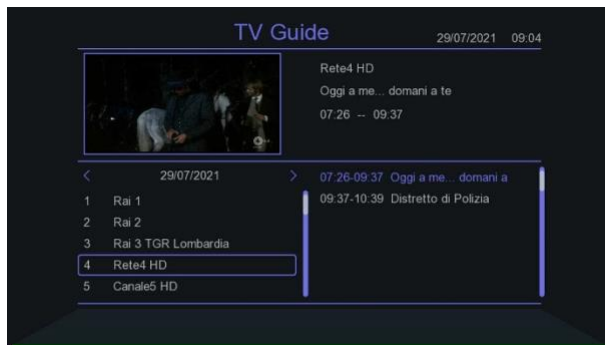 TV Guide
29/07/2021 09:04
Rete4 HD
Oggi a me... domani a te
07:26 -- 09:37
< 29/07/2021 >
1 Rai 1
2 Rai 2
3 Rai 3 TGR Lombardia
4 Rete4 HD
5 Canale5 HD
07:26-09:37 Oggi a me... domani a
09:37-10:39 Distretto di Polizia